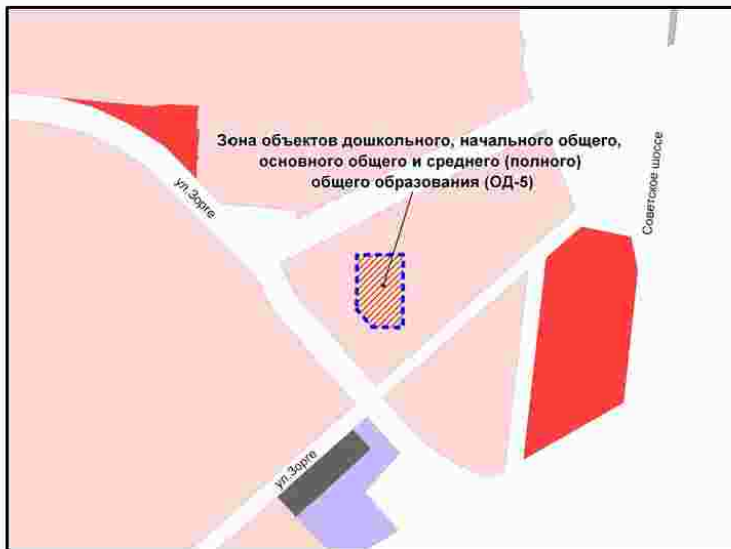 Зона объектов дошкольного, начального общего,
основного общего и среднего (полного)
общего образования (ОД-5)
ул.Зорге
Советское шоссе
ул.Зорге